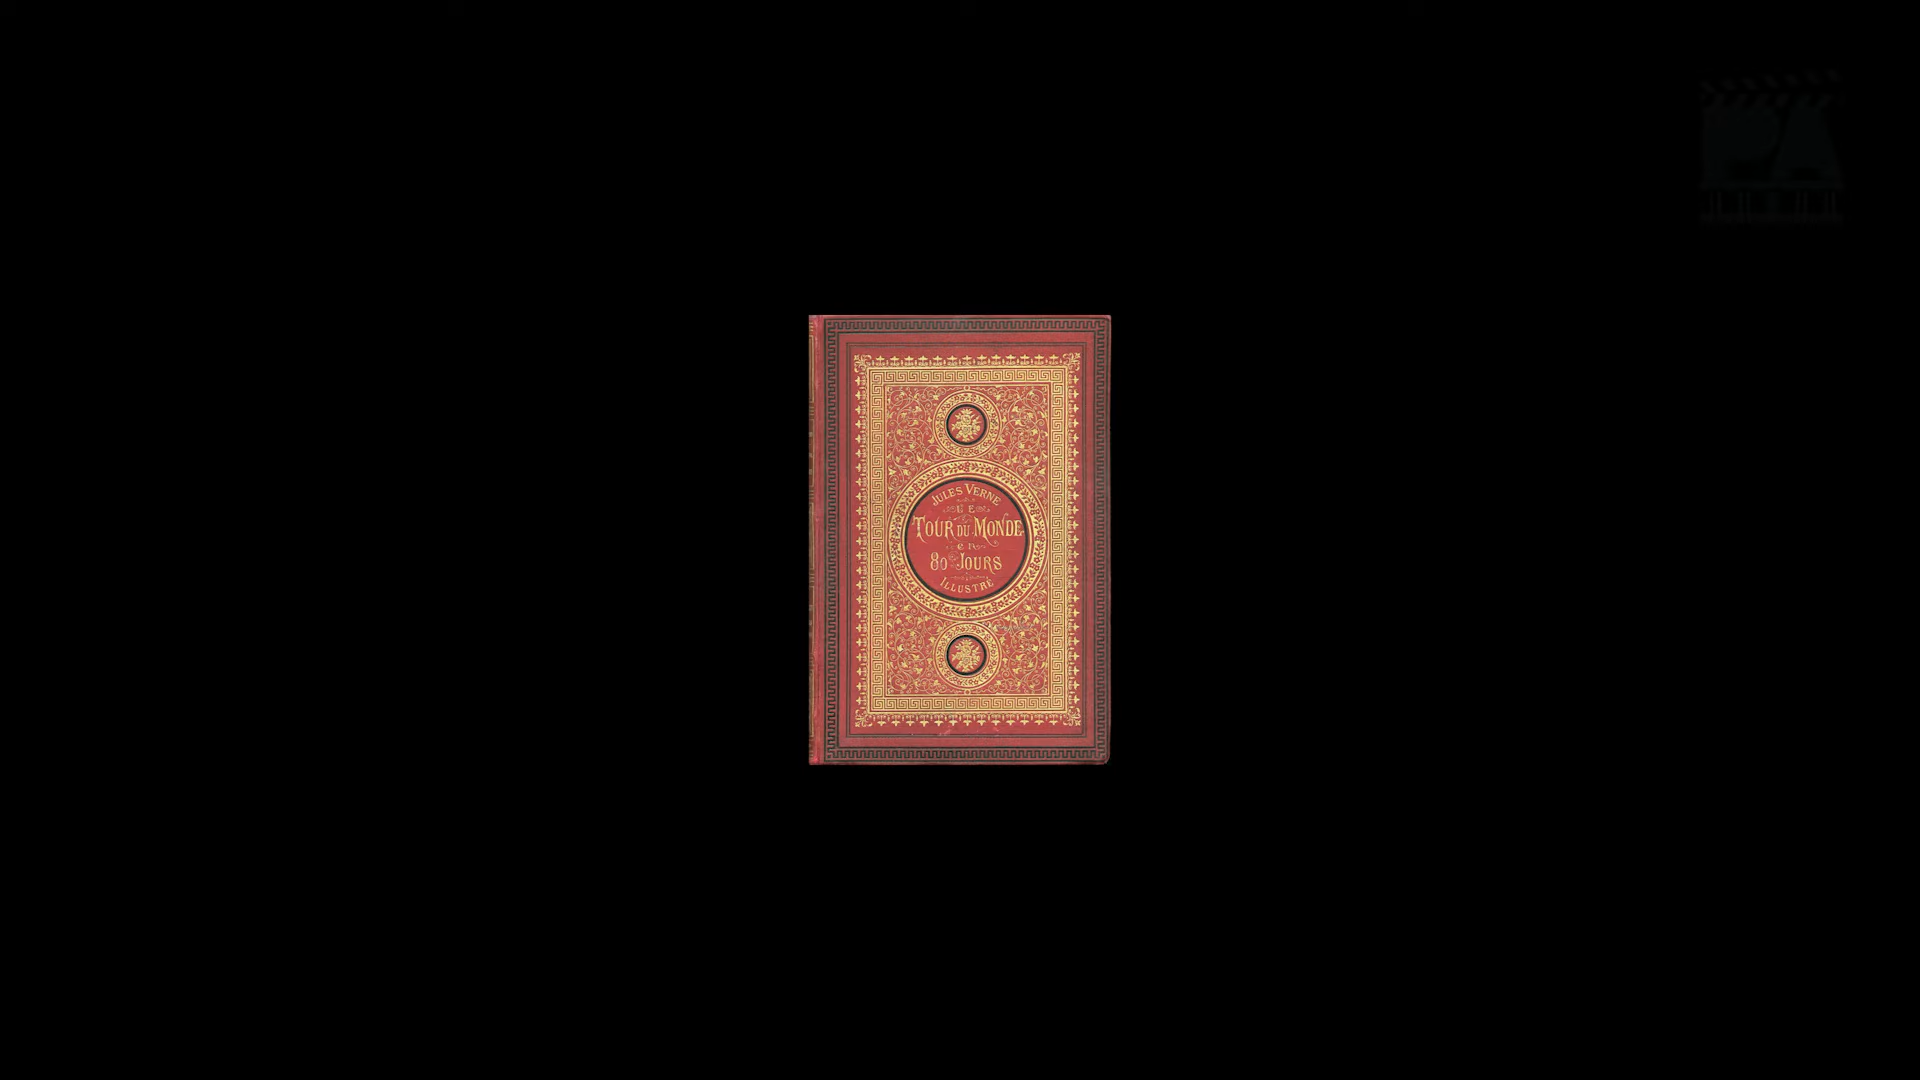 JULES VERNE
LE
TOUR DU MONDE
EN
80 JOURS
ILLUSTRÉ